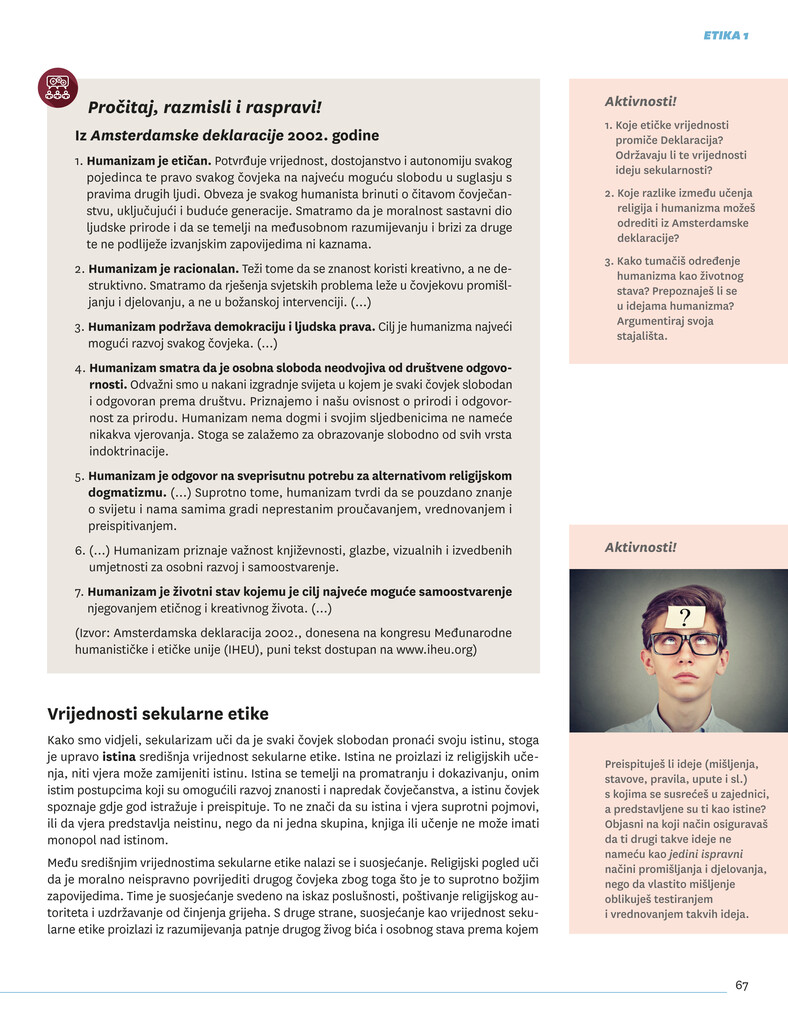 ETIKA 1
Pročitaj, razmisli i raspravi!
Iz Amsterdamske deklaracije 2002. godine
1. Humanizam je etičan. Potvrđuje vrijednost, dostojanstvo i autonomiju svakog
pojedinca te pravo svakog čovjeka na najveću moguću slobodu u suglasju s
pravima drugih ljudi. Obveza je svakog humanista brinuti o čitavom čovječan-
stvu, uključujući i buduće generacije. Smatramo da je moralnost sastavni dio
ljudske prirode i da se temelji na međusobnom razumijevanju i brizi za druge
te ne podliježe izvanjskim zapovijedima ni kaznama.
2. Humanizam je racionalan. Teži tome da se znanost koristi kreativno, a ne de-
struktivno. Smatramo da rješenja svjetskih problema leže u čovjekovu promišl-
janju i djelovanju, a ne u božanskoj intervenciji. (...)
3. Humanizam podržava demokraciju i ljudska prava. Cilj je humanizma najveći
mogući razvoj svakog čovjeka. (...)
4. Humanizam smatra da je osobna sloboda neodvojiva od društvene odgovo-
rnosti. Odvažni smo u nakani izgradnje svijeta u kojem je svaki čovjek slobodan
i odgovoran prema društvu. Priznajemo i našu ovisnost o prirodi i odgovor-
nost za prirodu. Humanizam nema dogmi i svojim sljedbenicima ne nameće
nikakva vjerovanja. Stoga se zalažemo za obrazovanje slobodno od svih vrsta
indoktrinacije.
5. Humanizam je odgovor na sveprisutnu potrebu za alternativom religijskom
dogmatizmu. (...) Suprotno tome, humanizam tvrdi da se pouzdano znanje
o svijetu i nama samima gradi neprestanim proučavanjem, vrednovanjem i
preispitivanjem.
6. (...) Humanizam priznaje važnost književnosti, glazbe, vizualnih i izvedbenih
umjetnosti za osobni razvoj i samoostvarenje.
7. Humanizam je životni stav kojemu je cilj najveće moguće samoostvarenje
njegovanjem etičnog i kreativnog života. (...)
(Izvor: Amsterdamska deklaracija 2002., donesena na kongresu Međunarodne
humanističke i etičke unije (IHEU), puni tekst dostupan na www.iheu.org)
Vrijednosti sekularne etike
Kako smo vidjeli, sekularizam uči da je svaki čovjek slobodan pronaći svoju istinu, stoga
je upravo istina središnja vrijednost sekularne etike. Istina ne proizlazi iz religijskih uče-
nja, niti vjera može zamijeniti istinu. Istina se temelji na promatranju i dokazivanju, onim
istim postupcima koji su omogućili razvoj znanosti i napredak čovječanstva, a istinu čovjek
spoznaje gdje god istražuje i preispituje. To ne znači da su istina i vjera suprotni pojmovi,
ili da vjera predstavlja neistinu, nego da ni jedna skupina, knjiga ili učenje ne može imati
monopol nad istinom.
Među središnjim vrijednostima sekularne etike nalazi se i suosjećanje. Religijski pogled uči
da je moralno neispravno povrijediti drugog čovjeka zbog toga što je to suprotno božjim
zapovijedima. Time je suosjećanje svedeno na iskaz poslušnosti, poštivanje religijskog au-
toriteta i uzdržavanje od činjenja grijeha. S druge strane, suosjećanje kao vrijednost seku-
larne etike proizlazi iz razumijevanja patnje drugog živog bića i osobnog stava prema kojem
Aktivnosti!
1. Koje etičke vrijednosti
promiče Deklaracija?
Održavaju li te vrijednosti
ideju sekularnosti?
2. Koje razlike između učenja
religija i humanizma možeš
odrediti iz Amsterdamske
deklaracije?
3. Kako tumačiš određenje
humanizma kao životnog
stava? Prepoznaješ li se
u idejama humanizma?
Argumentiraj svoja
stajališta.
Aktivnosti!
?
Preispituješ li ideje (mišljenja,
stavove, pravila, upute i sl.)
s kojima se susrećeš u zajednici,
a predstavljene su ti kao istine?
Objasni na koji način osiguravaš
da ti drugi takve ideje ne
nameću kao jedini ispravni
načini promišljanja i djelovanja,
nego da vlastito mišljenje
oblikuješ testiranjem
i vrednovanjem takvih ideja.
67